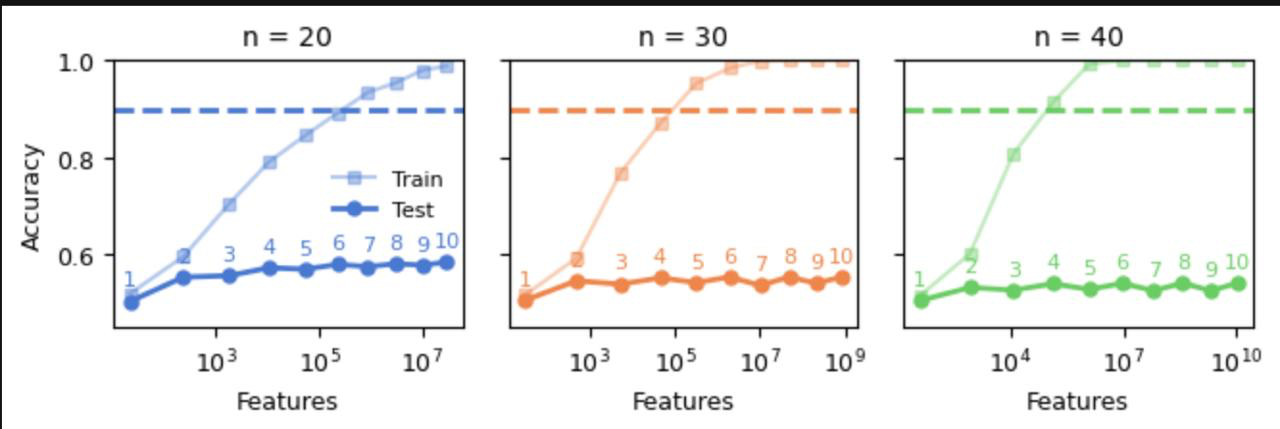 n = 20
n = 30
n = 40
Accuracy
1.0
0.8
0.6
Train
Test
1 2 3 4 5 6 7 8 9 10
1 2 3 4 5 6 7 8 9 10
1 2 3 4 5 6 7 8 9 10
10³ 10⁵ 10⁷
10³ 10⁵ 10⁷ 10⁹
10⁴ 10⁷ 10¹⁰
Features
Features
Features